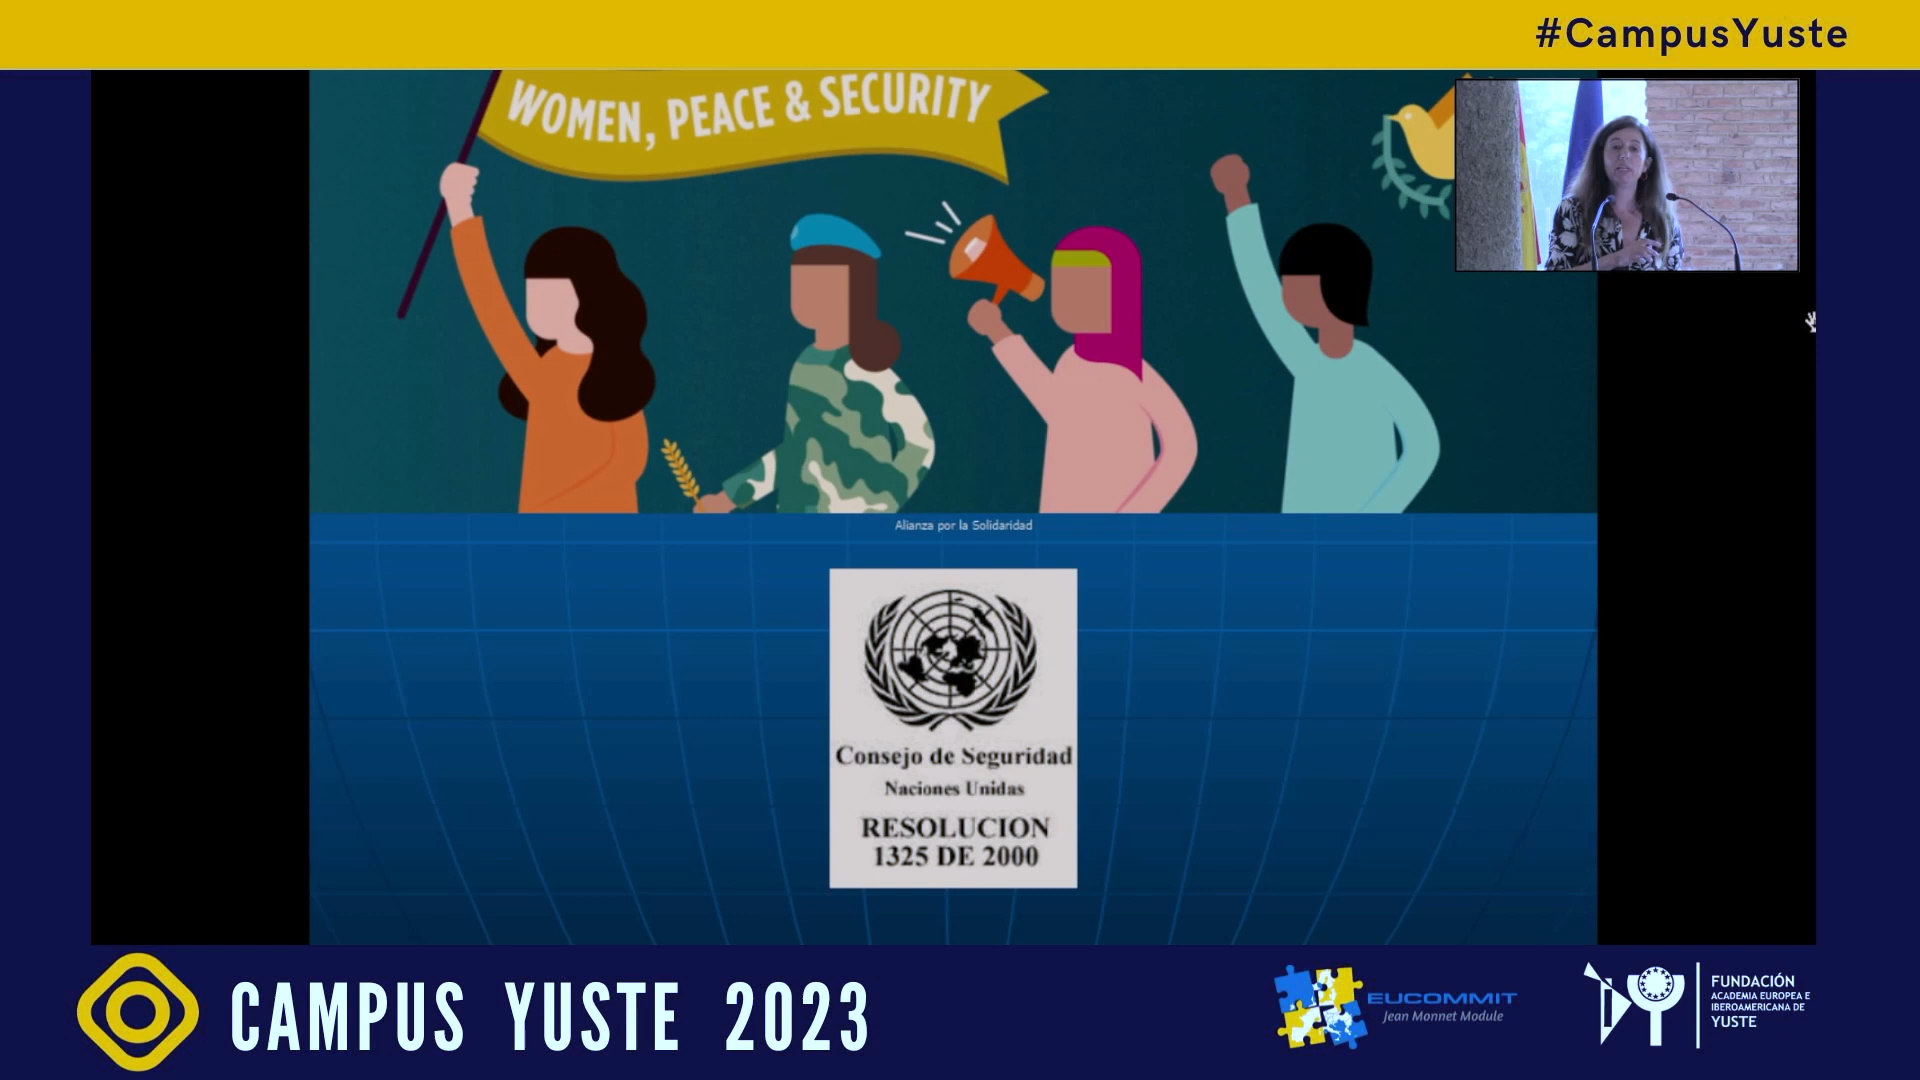 #CampusYuste
WOMEN, PEACE & SECURITY
Alianza por la Solidaridad
Consejo de Seguridad
Naciones Unidas
RESOLUCION
1325 DE 2000
CAMPUS YUSTE 2023
EUCOMMIT
Jean Monnet Module
FUNDACIÓN
ACADEMIA EUROPEA E
IBEROAMERICANA DE
YUSTE